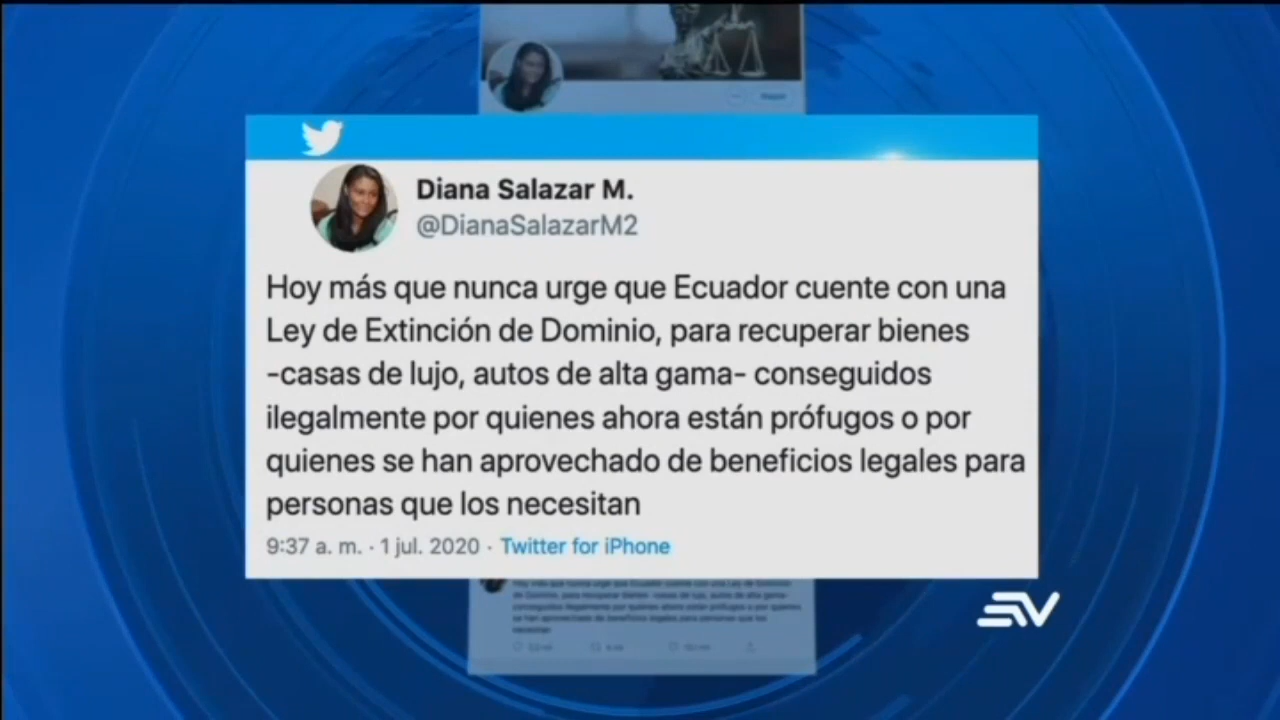 Diana Salazar M.
@DianaSalazarM2
Hoy más que nunca urge que Ecuador cuente con una
Ley de Extinción de Dominio, para recuperar bienes
-casas de lujo, autos de alta gama- conseguidos
ilegalmente por quienes ahora están prófugos o por
quienes se han aprovechado de beneficios legales para
personas que los necesitan
9:37 a. m. · 1 jul. 2020 · Twitter for iPhone